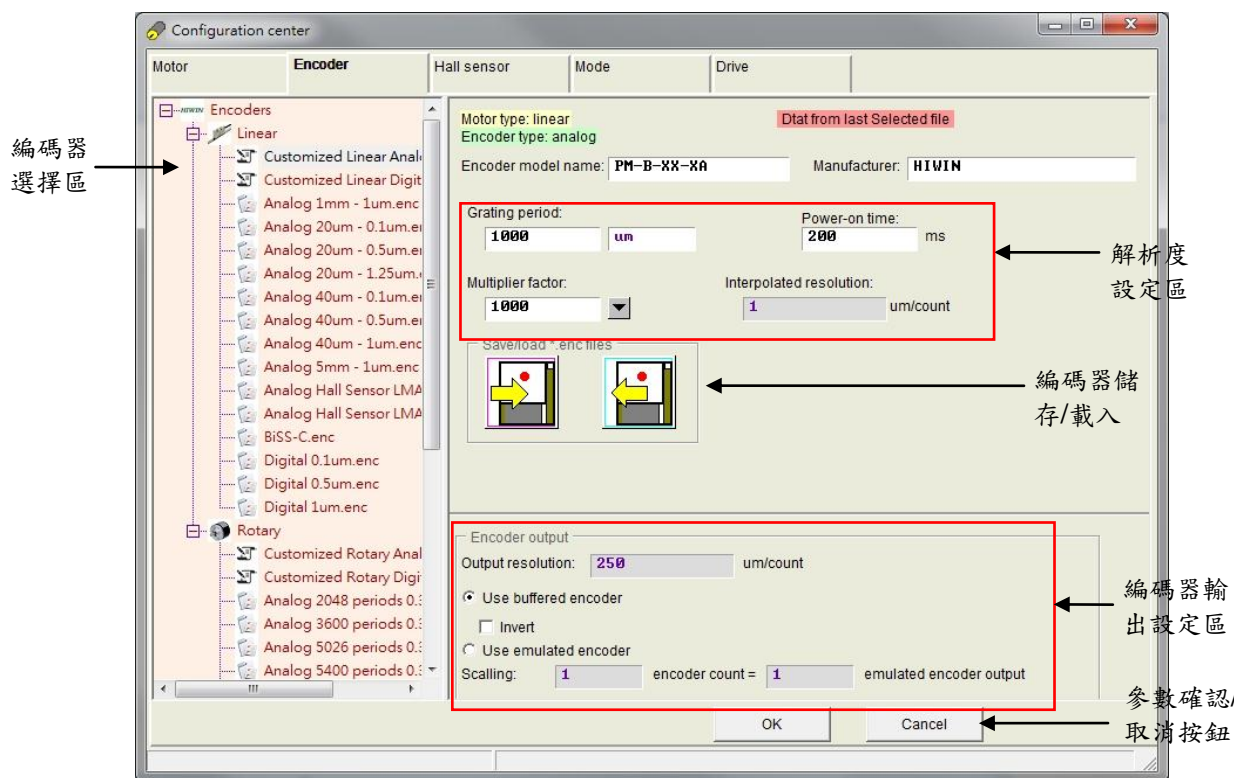 Configuration center
Motor
Encoder
Hall sensor
Mode
Drive
編碼器
選擇區
HIWIN Encoders
Linear
Customized Linear Anal
Customized Linear Digit
Analog 1mm - 1um.enc
Analog 20um - 0.1um.e
Analog 20um - 0.5um.e
Analog 20um - 1.25um.
Analog 40um - 0.1um.e
Analog 40um - 0.5um.e
Analog 40um - 1um.enc
Analog 5mm - 1um.enc
Analog Hall Sensor LMA
Analog Hall Sensor LMA
BiSS-C.enc
Digital 0.1um.enc
Digital 0.5um.enc
Digital 1um.enc
Rotary
Customized Rotary Anal
Customized Rotary Digi
Analog 2048 periods 0.
Analog 3600 periods 0.
Analog 5026 periods 0.
Analog 5400 periods 0.
Motor type: linear
Dtat from last Selected file
Encoder type: analog
Encoder model name: PM-B-XX-XA
Manufacturer: HIWIN
Grating period:
Power-on time:
1000 um
200 ms
Multiplier factor:
Interpolated resolution:
1000
1 um/count
解析度
設定區
Save/load *.enc files
編碼器儲
存/載入
Encoder output
Output resolution: 250 um/count
Use buffered encoder
Invert
Use emulated encoder
Scalling: 1 encoder count = 1 emulated encoder output
編碼器輸
出設定區
OK
Cancel
參數確認/
取消按鈕